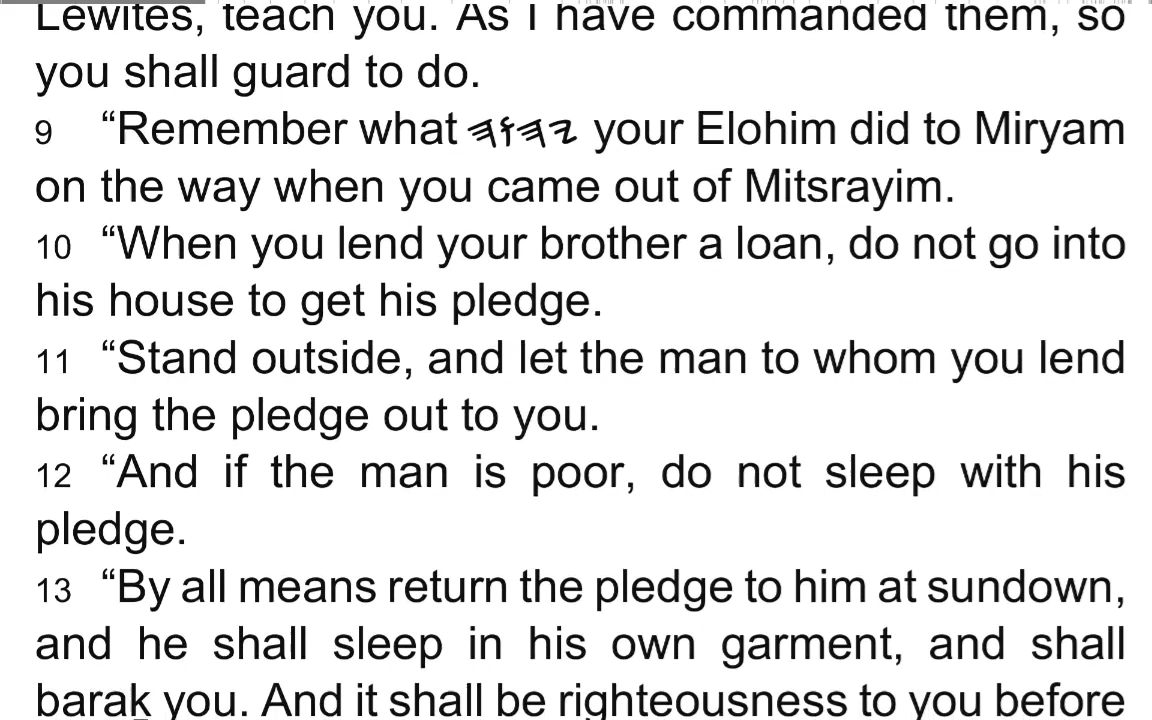 Lewites, teach you. As I have commanded them, so
you shall guard to do.
9 “Remember what 𐤉𐤄𐤅𐤄 your Elohim did to Miryam
on the way when you came out of Mitsrayim.
10 “When you lend your brother a loan, do not go into
his house to get his pledge.
11 “Stand outside, and let the man to whom you lend
bring the pledge out to you.
12 “And if the man is poor, do not sleep with his
pledge.
13 “By all means return the pledge to him at sundown,
and he shall sleep in his own garment, and shall
baraḵ you. And it shall be righteousness to you before